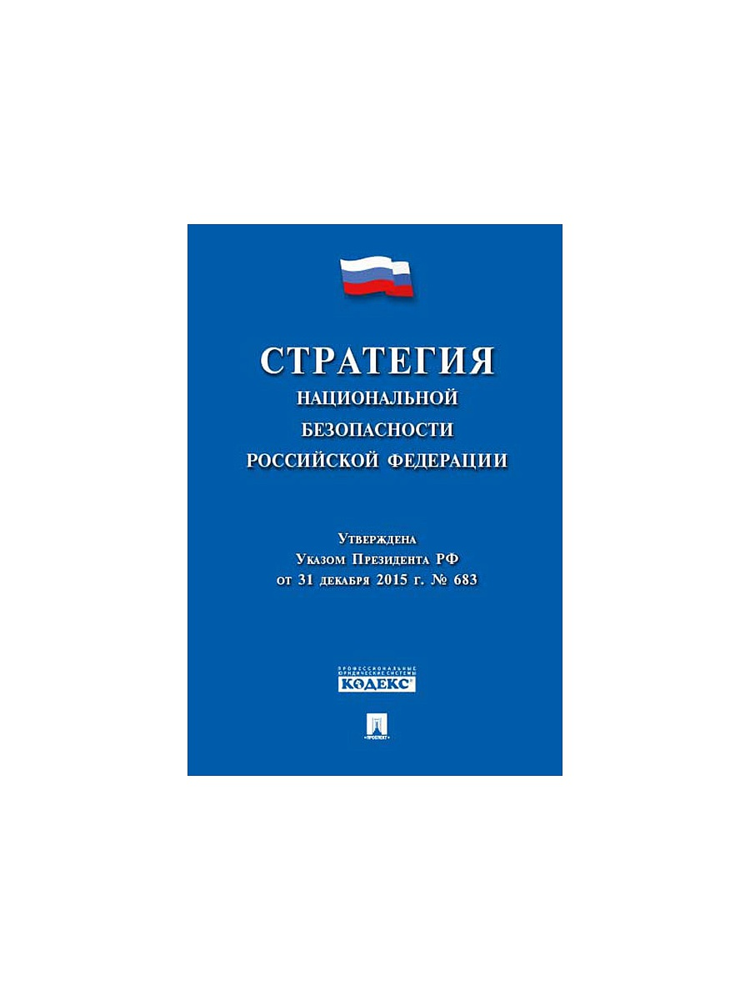 СТРАТЕГИЯ
НАЦИОНАЛЬНОЙ
БЕЗОПАСНОСТИ
РОССИЙСКОЙ ФЕДЕРАЦИИ
УТВЕРЖДЕНА
УКАЗОМ ПРЕЗИДЕНТА РФ
ОТ 31 ДЕКАБРЯ 2015 Г. № 683
ПРОФЕССИОНАЛЬНЫЕ
ЮРИДИЧЕСКИЕ СИСТЕМЫ
КОДЕКС®
•ПРОСПЕКТ•